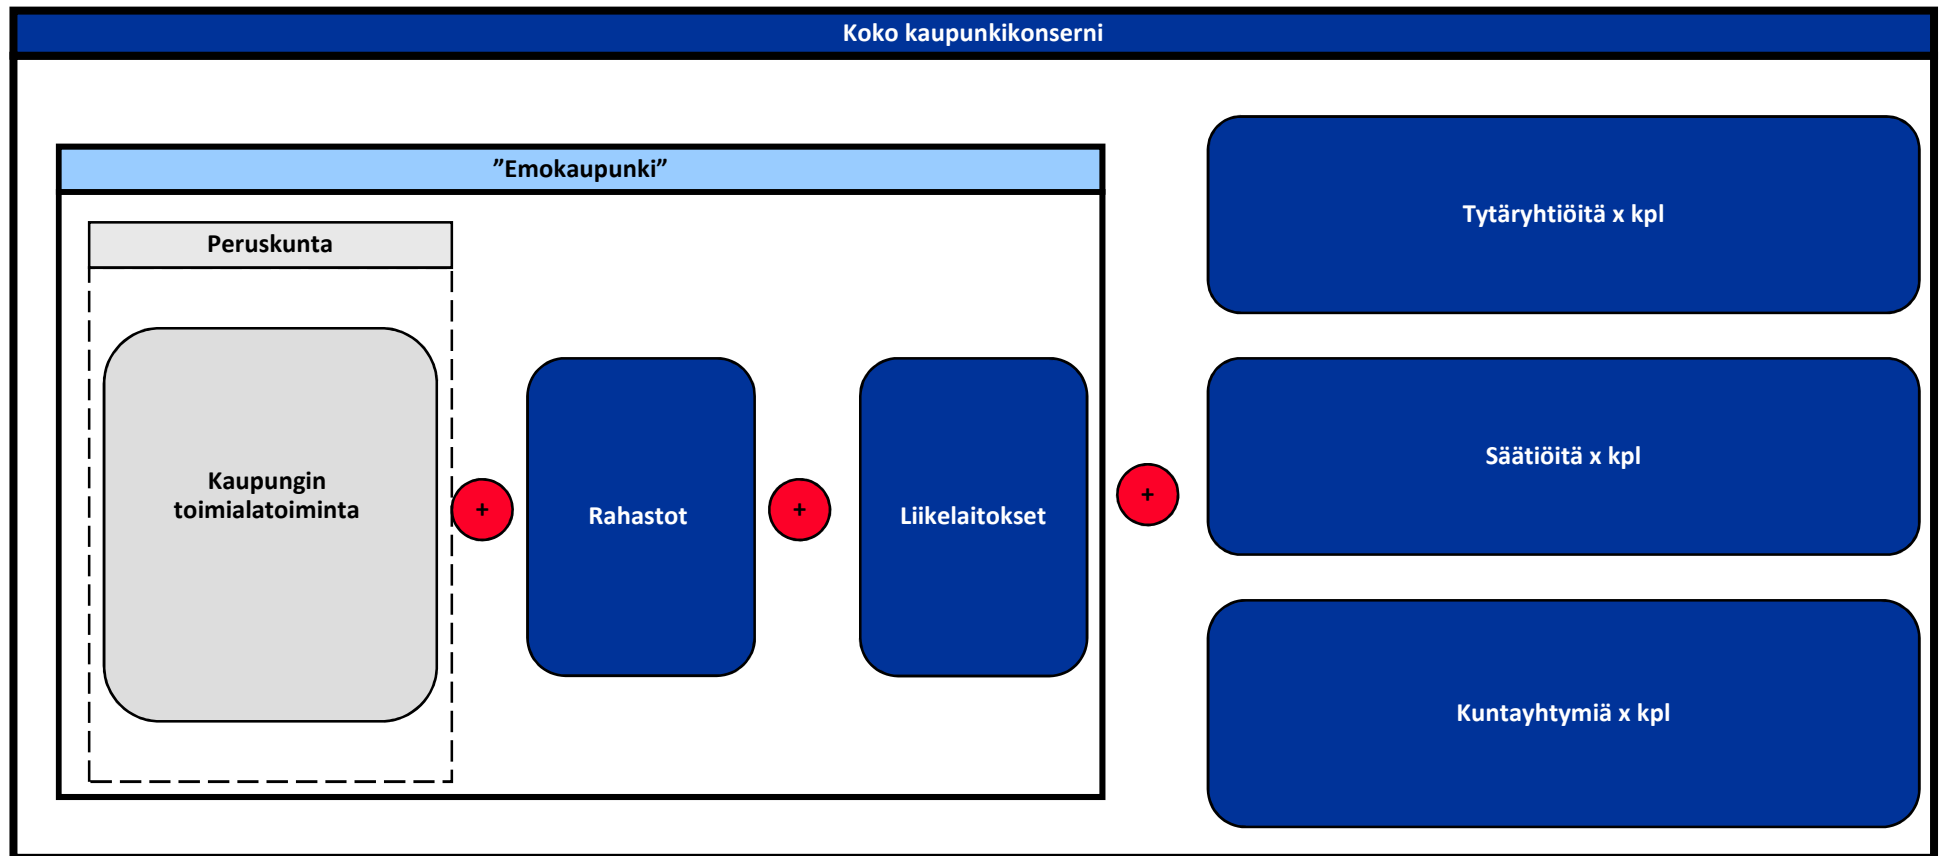 Koko kaupunkikonserni
”Emokaupunki”
Peruskunta
Kaupungin
toimialatoiminta
+
Rahastot
+
Liikelaitokset
+
Tytäryhtiöitä x kpl
Säätiöitä x kpl
Kuntayhtymiä x kpl